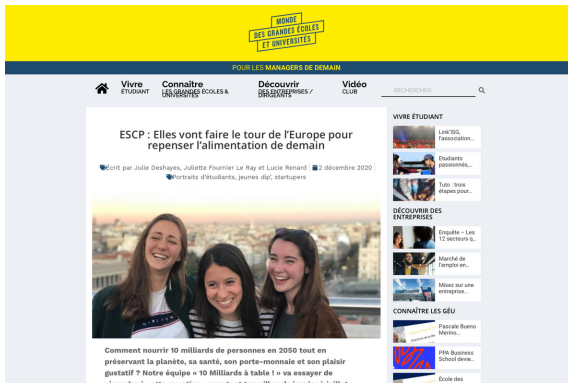 MONDE
DES GRANDES ÉCOLES
ET UNIVERSITÉS
POUR LES MANAGERS DE DEMAIN
Vivre
ÉTUDIANT
Connaître
LES GRANDES ÉCOLES &
UNIVERSITÉS
Découvrir
DES ENTREPRISES /
DIRIGEANTS
Vidéo
CLUB
RECHERCHER
ESCP : Elles vont faire le tour de l'Europe pour
repenser l'alimentation de demain
Écrit par Julie Deshayes, Juliette Fournier Le Ray et Lucie Renard
2 décembre 2020
Portraits d'étudiants, jeunes dip', startupers
Comment nourrir 10 milliards de personnes en 2050 tout en
préservant la planète, sa santé, son porte-monnaie et son plaisir
gustatif ? Notre équipe « 10 Milliards à table ! » va essayer de
VIVRE ÉTUDIANT
Link'ISG,
l'association...
Etudiants
passionnés,...
Tuto : trois
étapes pour...
DÉCOUVRIR DES
ENTREPRISES
Enquête – Les
12 secteurs q...
Marché de
l'emploi en...
Misez sur une
entreprise...
CONNAÎTRE LES GÉU
Pascale Bueno
Merino...
PPA Business
School devie...
École des